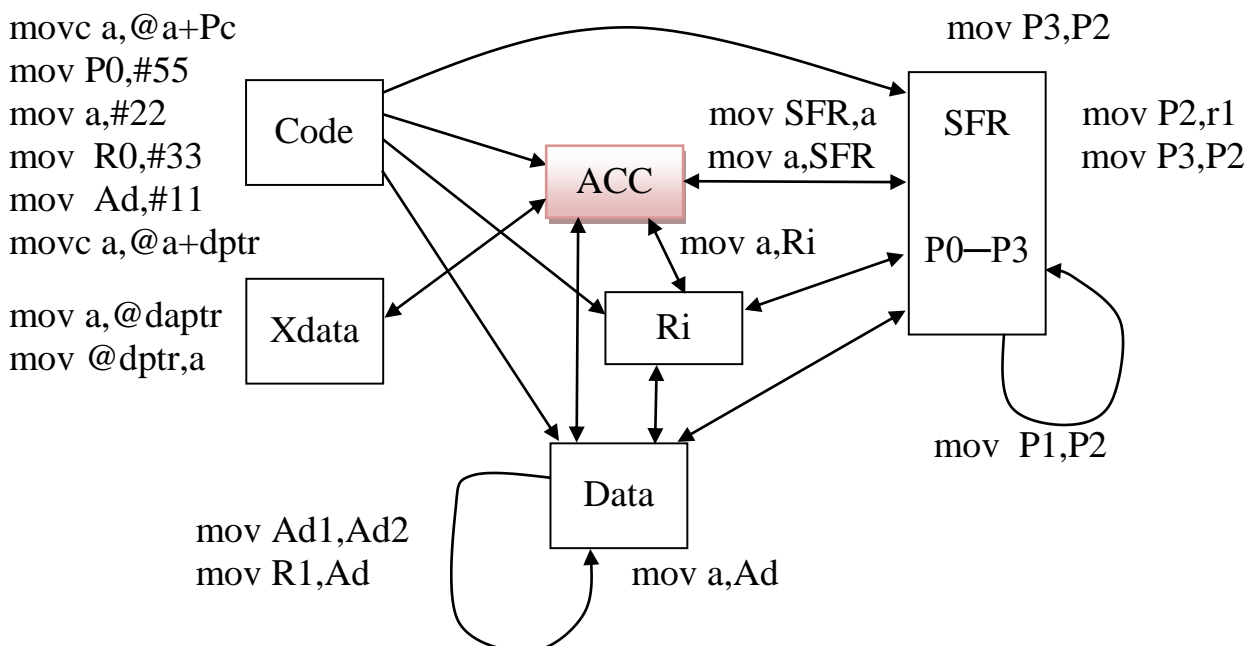 movc a,@a+Pc
mov P0,#55
mov a,#22
mov R0,#33
mov Ad,#11
movc a,@a+dptr
mov a,@daptr
mov @dptr,a
Code
Xdata
ACC
mov SFR,a
mov a,SFR
mov a,Ri
Ri
mov P3,P2
SFR
P0─P3
mov P2,r1
mov P3,P2
mov P1,P2
Data
mov Ad1,Ad2
mov R1,Ad
mov a,Ad